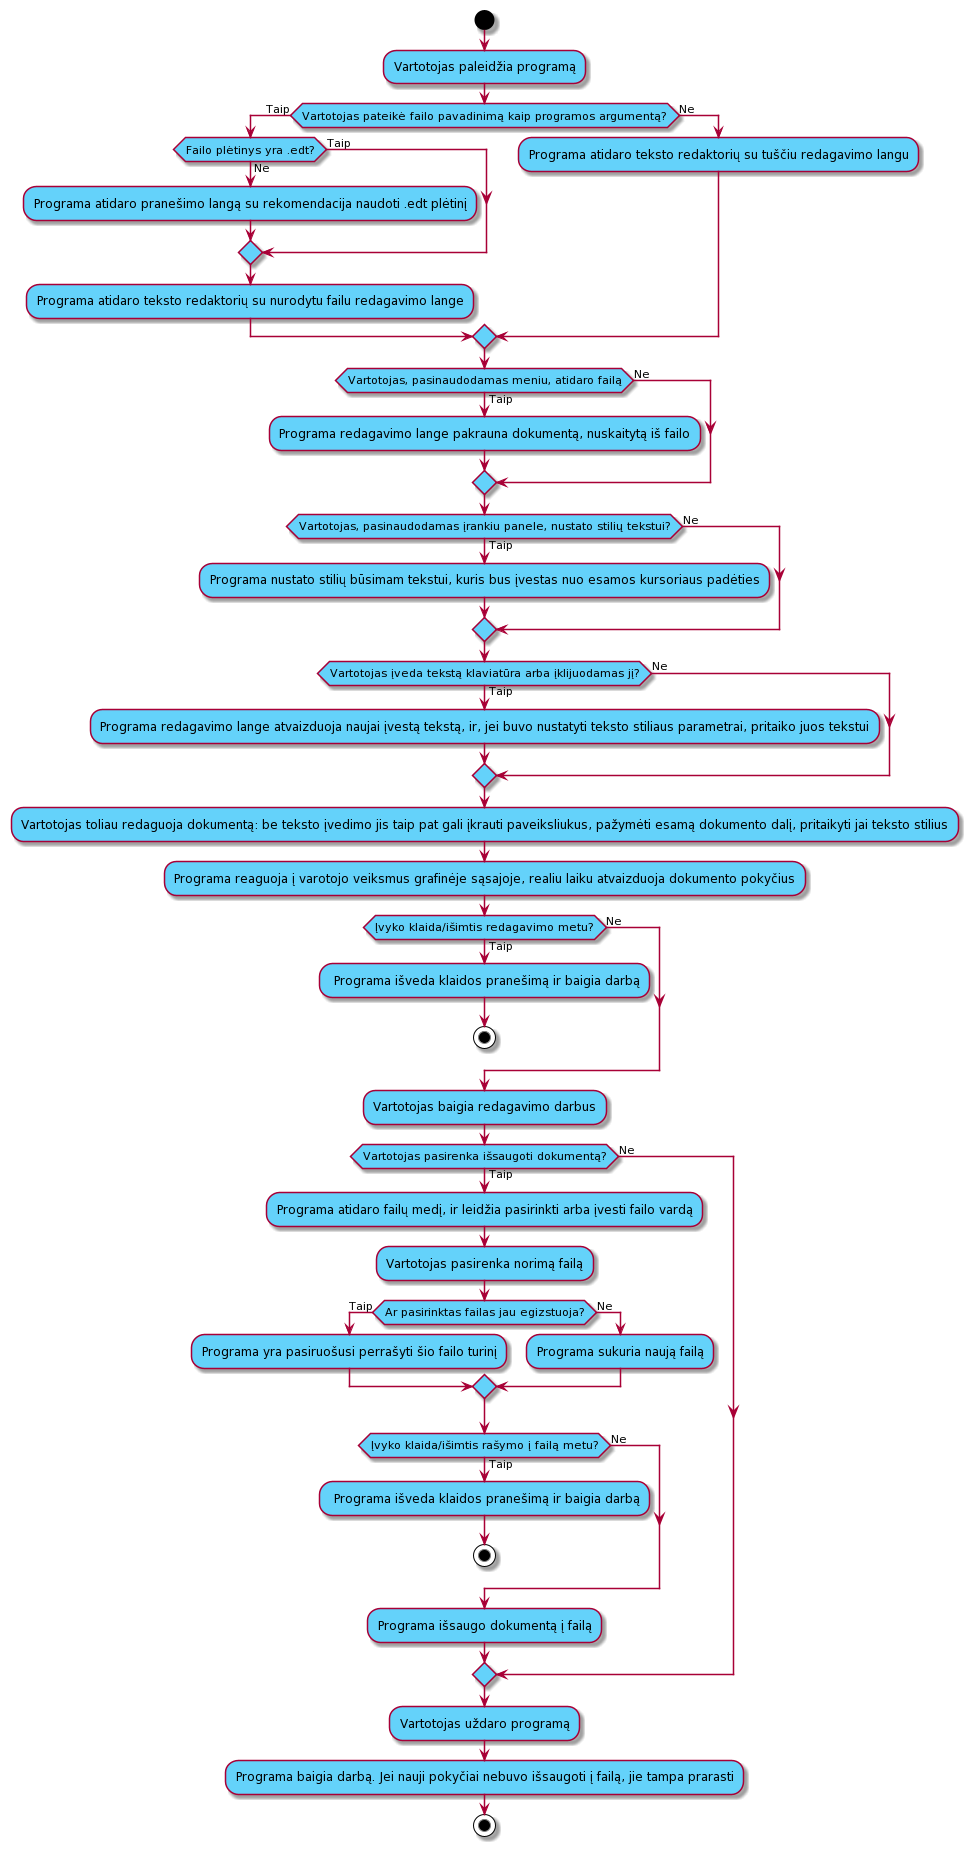 Vartotojas paleidžia programą
Vartotojas pateikė failo pavadinimą kaip programos argumentą?
Taip
Ne
Failo plėtinys yra .edt?
Taip
Ne
Programa atidaro teksto redaktorių su tuščiu redagavimo langu
Programa atidaro pranešimo langą su rekomendacija naudoti .edt plėtinį
Programa atidaro teksto redaktorių su nurodytu failu redagavimo lange
Vartotojas, pasinaudodamas meniu, atidaro failą
Ne
Taip
Programa redagavimo lange pakrauna dokumentą, nuskaitytą iš failo
Vartotojas, pasinaudodamas įrankiu panele, nustato stilių tekstui?
Ne
Taip
Programa nustato stilių būsimam tekstui, kuris bus įvestas nuo esamos kursoriaus padėties
Vartotojas įveda tekstą klaviatūra arba įklijuodamas jį?
Ne
Taip
Programa redagavimo lange atvaizduoja naujai įvestą tekstą, ir, jei buvo nustatyti teksto stiliaus parametrai, pritaiko juos tekstui
Vartotojas toliau redaguoja dokumentą: be teksto įvedimo jis taip pat gali įkrauti paveiksliukus, pažymėti esamą dokumento dalį, pritaikyti jai teksto stilius
Programa reaguoja į varotojo veiksmus grafinėje sąsajoje, realiu laiku atvaizduoja dokumento pokyčius
Įvyko klaida/išimtis redagavimo metu?
Ne
Taip
Programa išveda klaidos pranešimą ir baigia darbą
Vartotojas baigia redagavimo darbus
Vartotojas pasirenka išsaugoti dokumentą?
Ne
Taip
Programa atidaro failų medį, ir leidžia pasirinkti arba įvesti failo vardą
Vartotojas pasirenka norimą failą
Ar pasirinktas failas jau egizstuoja?
Taip
Ne
Programa yra pasiruošusi perrašyti šio failo turinį
Programa sukuria naują failą
Įvyko klaida/išimtis rašymo į failą metu?
Ne
Taip
Programa išveda klaidos pranešimą ir baigia darbą
Programa išsaugo dokumentą į failą
Vartotojas uždaro programą
Programa baigia darbą. Jei nauji pokyčiai nebuvo išsaugoti į failą, jie tampa prarasti